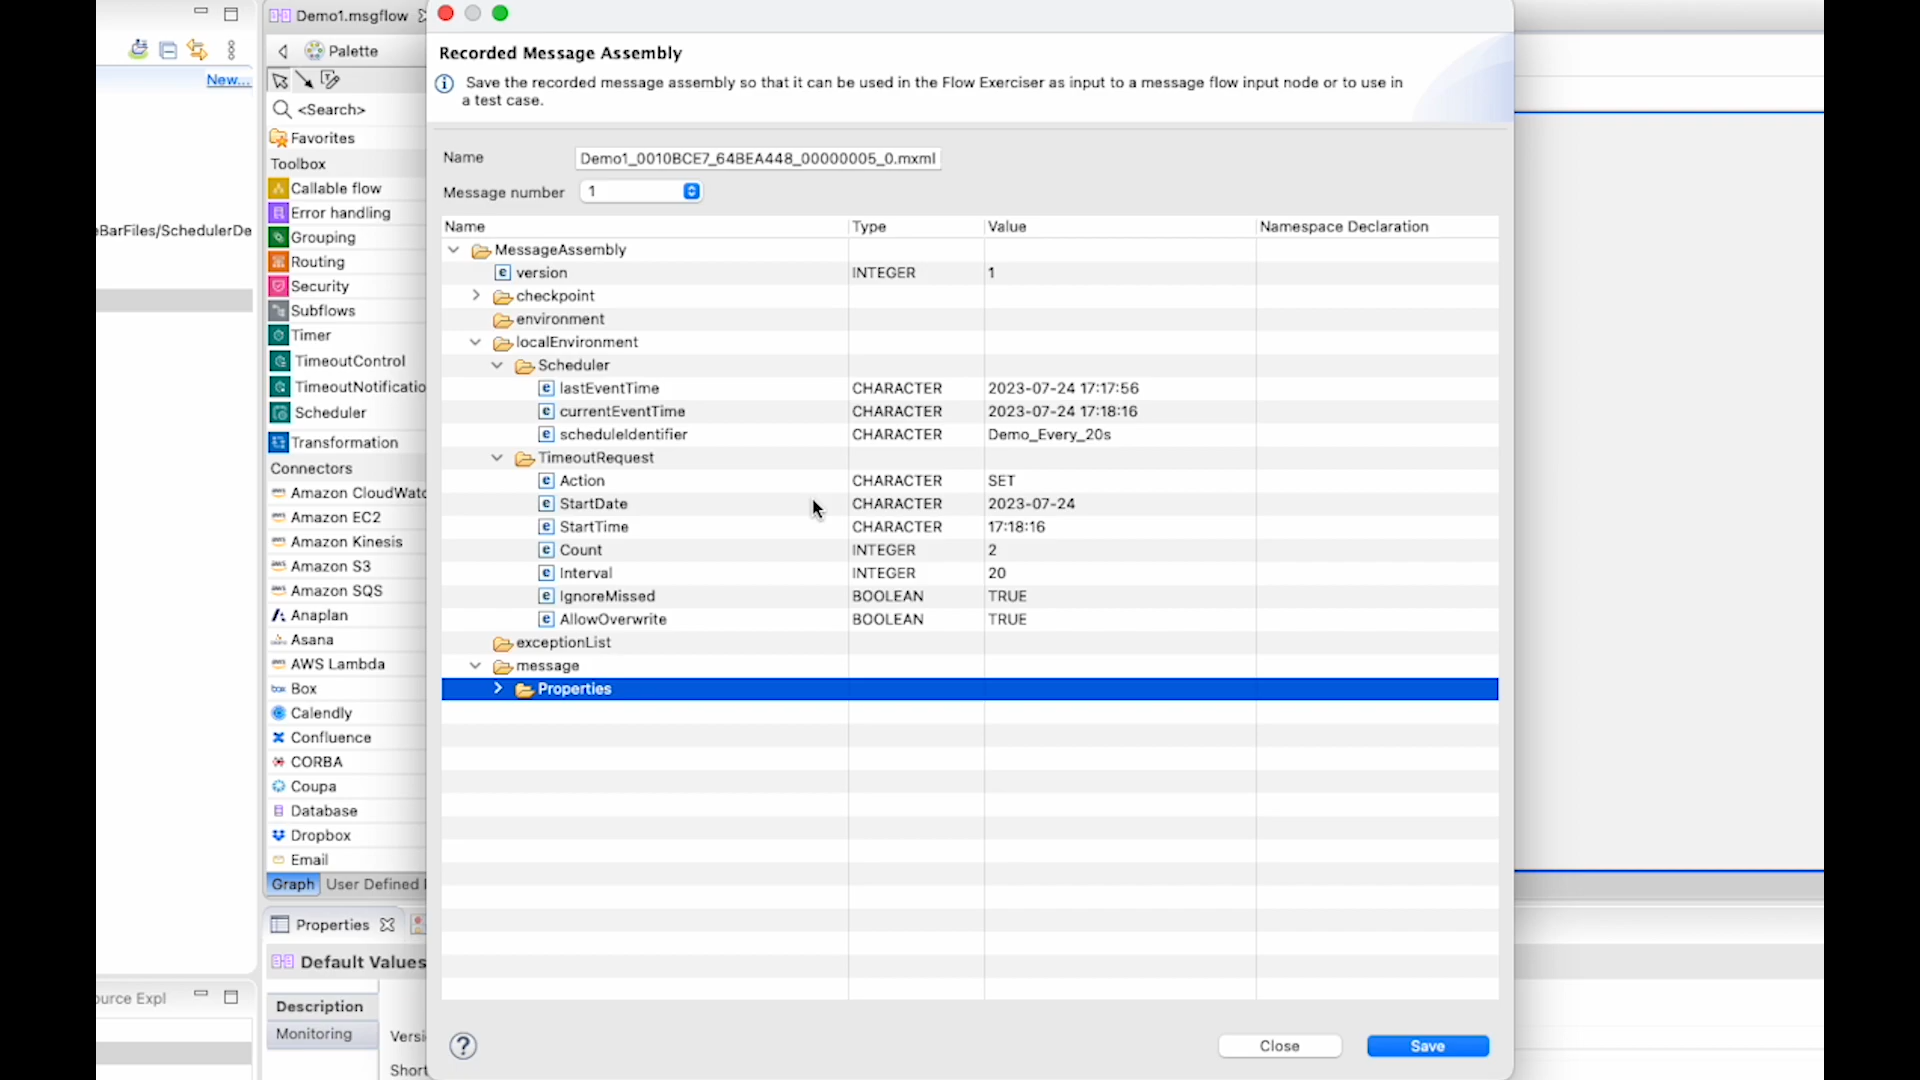 Demo1.msgflow
Palette
New...
<Search>
Favorites
Toolbox
Callable flow
Error handling
Grouping
Routing
Security
Subflows
Timer
TimeoutControl
TimeoutNotificatio
Scheduler
Transformation
Connectors
Amazon CloudWatc
Amazon EC2
Amazon Kinesis
Amazon S3
Amazon SQS
Anaplan
Asana
AWS Lambda
Box
Calendly
Confluence
CORBA
Coupa
Database
Dropbox
Email
Graph User Defined
eBarFiles/SchedulerDe
Properties
Default Values
Description
Monitoring
Versi
Short
ource Expl
Recorded Message Assembly
Save the recorded message assembly so that it can be used in the Flow Exerciser as input to a message flow input node or to use in
a test case.
Name Demo1_0010BCE7_64BEA448_00000005_0.mxml
Message number 1
Name Type Value Namespace Declaration
MessageAssembly
version INTEGER 1
checkpoint
environment
localEnvironment
Scheduler
lastEventTime CHARACTER 2023-07-24 17:17:56
currentEventTime CHARACTER 2023-07-24 17:18:16
scheduleIdentifier CHARACTER Demo_Every_20s
TimeoutRequest
Action CHARACTER SET
StartDate CHARACTER 2023-07-24
StartTime CHARACTER 17:18:16
Count INTEGER 2
Interval INTEGER 20
IgnoreMissed BOOLEAN TRUE
AllowOverwrite BOOLEAN TRUE
exceptionList
message
Properties
? Close Save